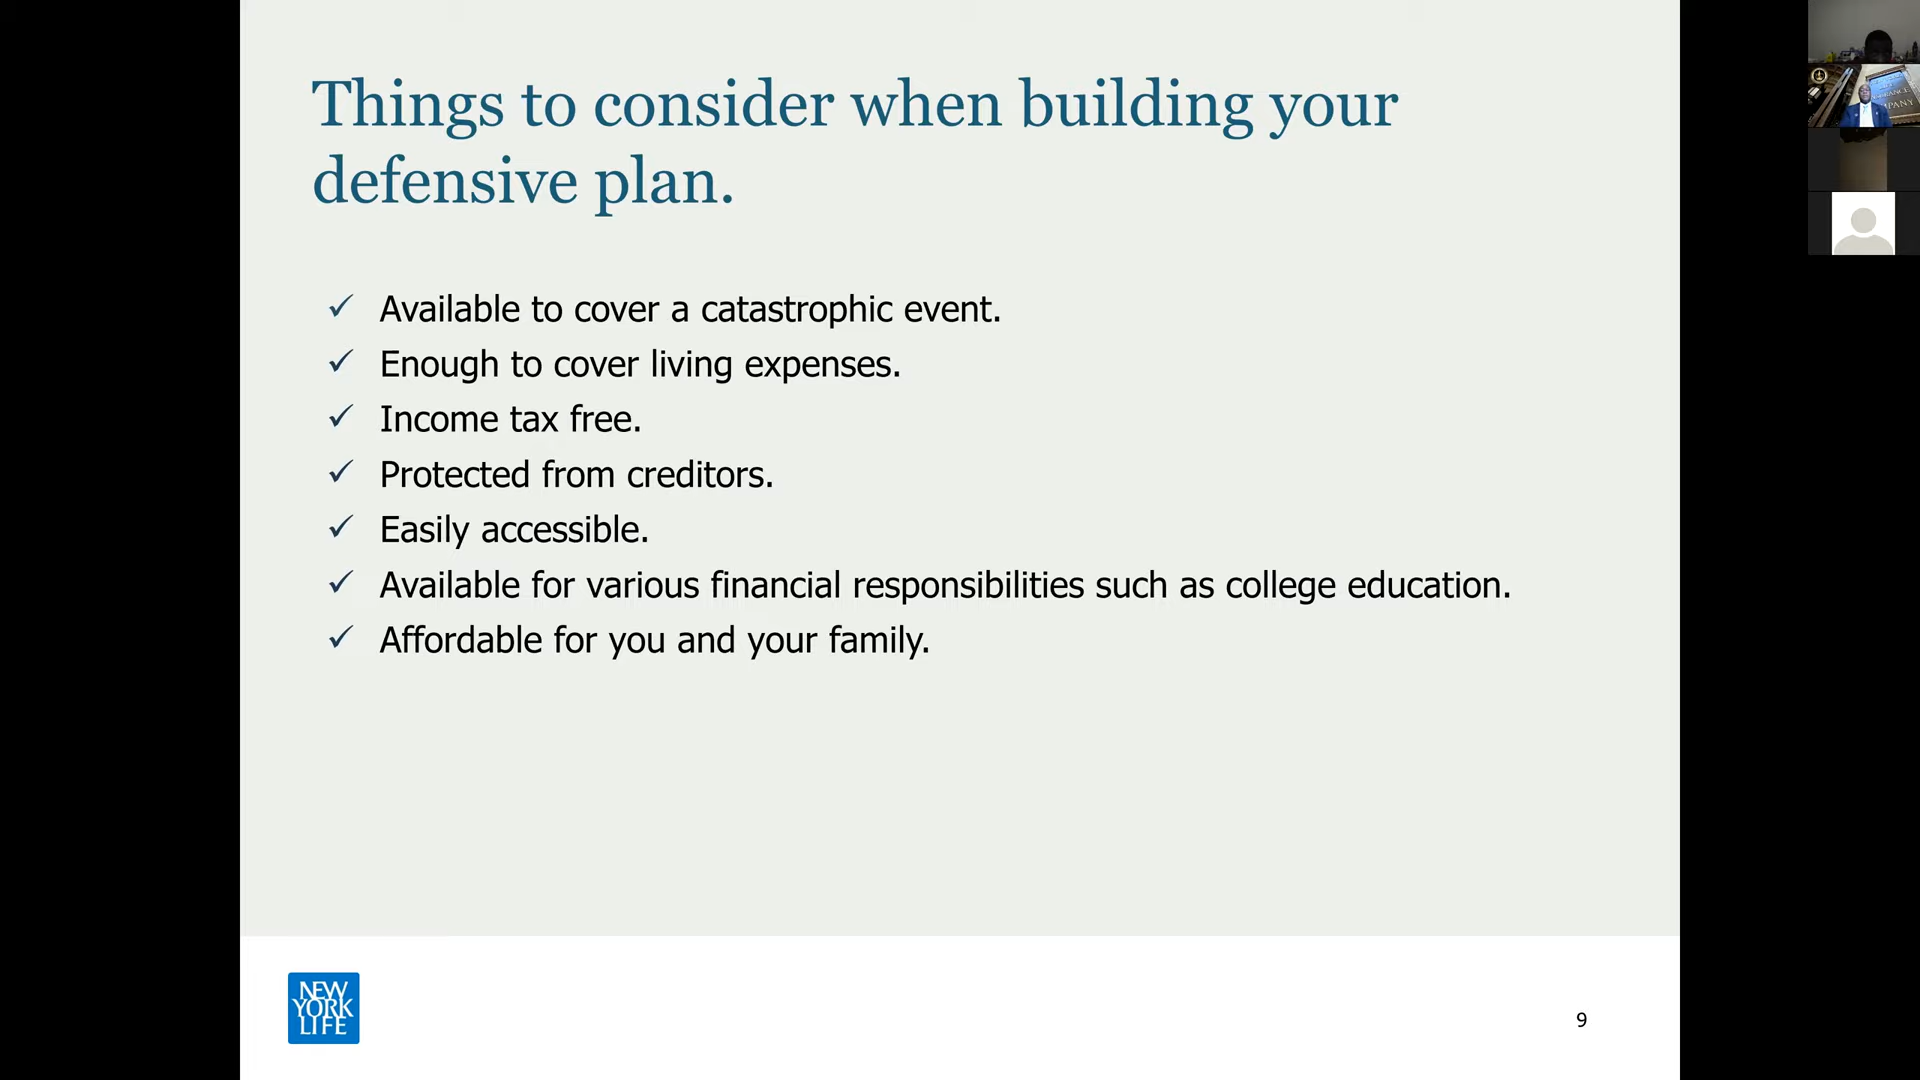 Things to consider when building your
defensive plan.
✓ Available to cover a catastrophic event.
✓ Enough to cover living expenses.
✓ Income tax free.
✓ Protected from creditors.
✓ Easily accessible.
✓ Available for various financial responsibilities such as college education.
✓ Affordable for you and your family.
NEW
YORK
LIFE
9